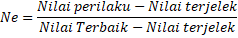 Ne = Nilai perilaku − Nilai terjelek
Nilai Terbaik − Nilai terjelek